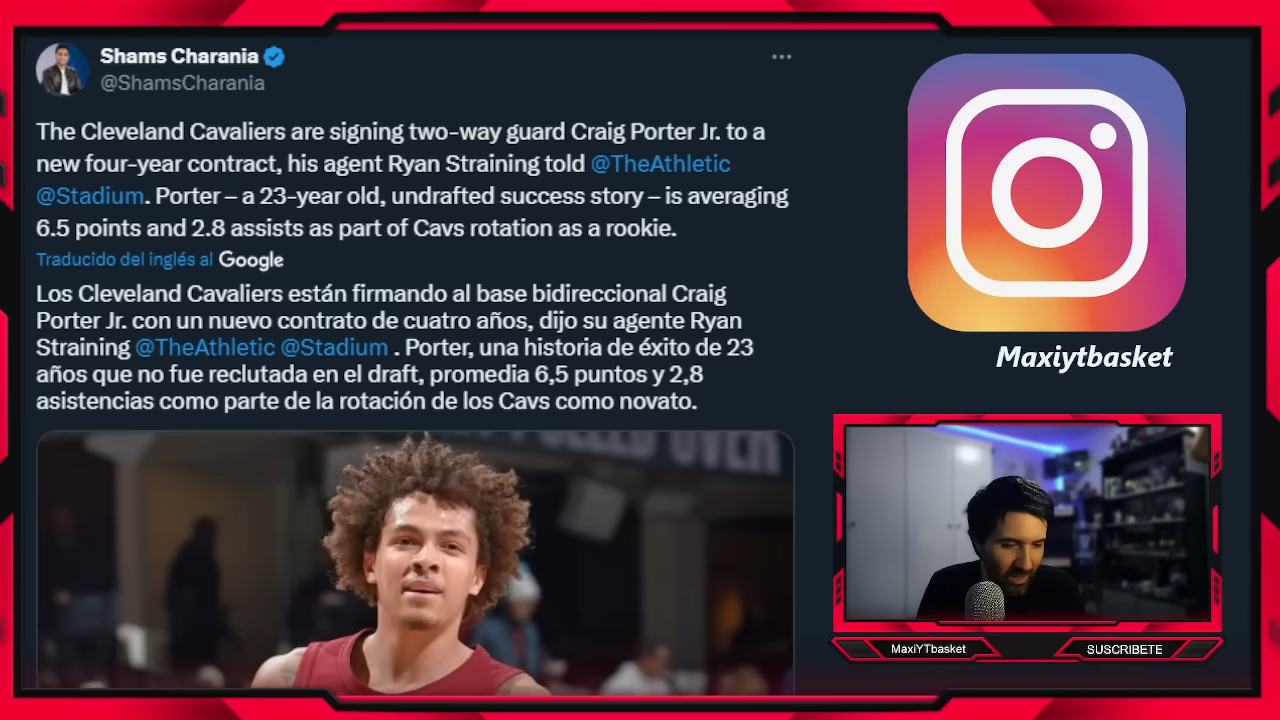 Shams Charania
@ShamsCharania
The Cleveland Cavaliers are signing two-way guard Craig Porter Jr. to a
new four-year contract, his agent Ryan Straining told @TheAthletic
@Stadium. Porter – a 23-year old, undrafted success story – is averaging
6.5 points and 2.8 assists as part of Cavs rotation as a rookie.
Traducido del inglés al Google
Los Cleveland Cavaliers están firmando al base bidireccional Craig
Porter Jr. con un nuevo contrato de cuatro años, dijo su agente Ryan
Straining @TheAthletic @Stadium . Porter, una historia de éxito de 23
años que no fue reclutada en el draft, promedia 6,5 puntos y 2,8
asistencias como parte de la rotación de los Cavs como novato.
Maxiytbasket
MaxiYTbasket
SUSCRIBETE